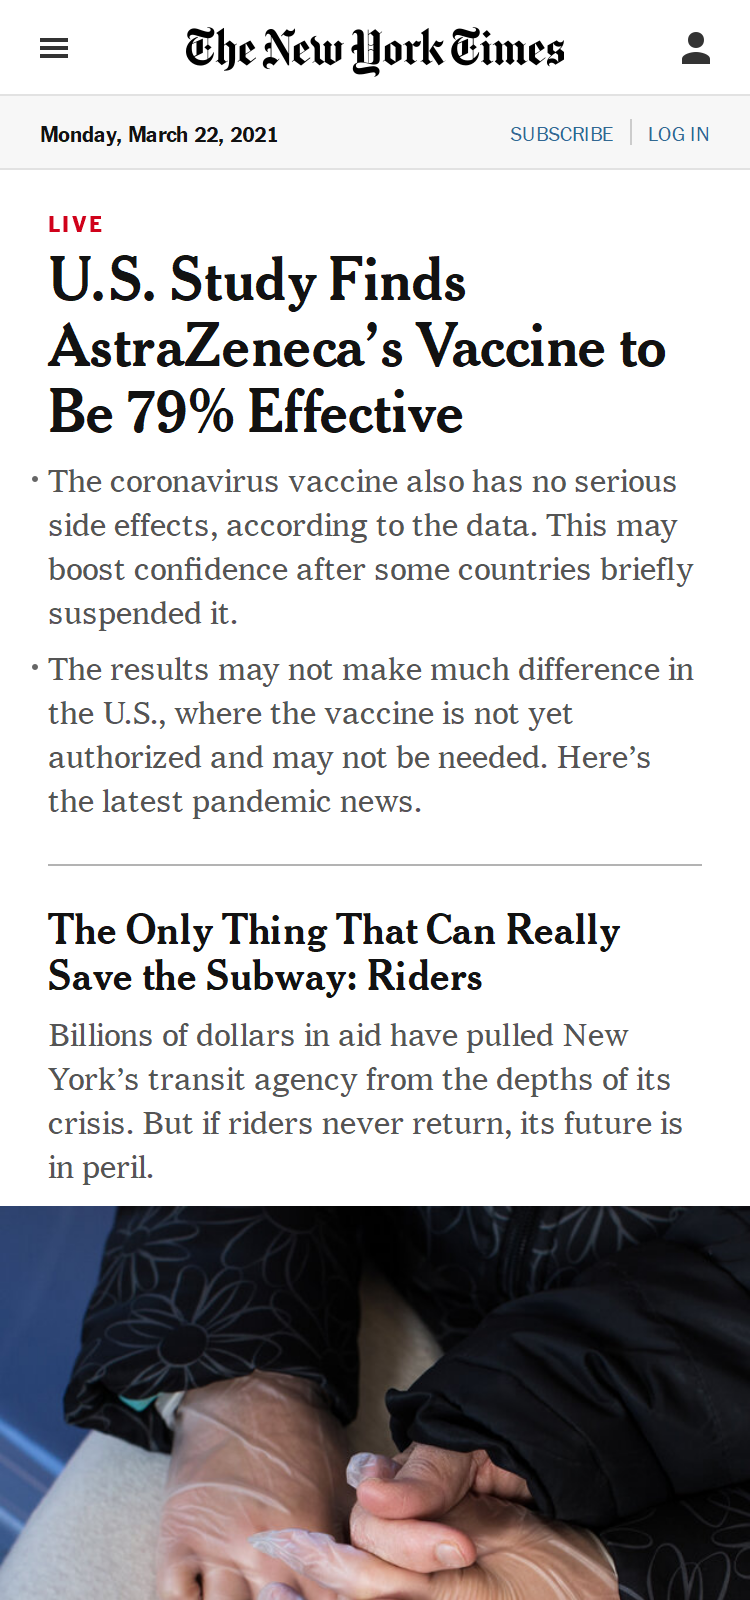 The New York Times
Monday, March 22, 2021
SUBSCRIBE
LOG IN
LIVE
U.S. Study Finds
AstraZeneca’s Vaccine to
Be 79% Effective
• The coronavirus vaccine also has no serious
side effects, according to the data. This may
boost confidence after some countries briefly
suspended it.
• The results may not make much difference in
the U.S., where the vaccine is not yet
authorized and may not be needed. Here’s
the latest pandemic news.
The Only Thing That Can Really
Save the Subway: Riders
Billions of dollars in aid have pulled New
York’s transit agency from the depths of its
crisis. But if riders never return, its future is
in peril.